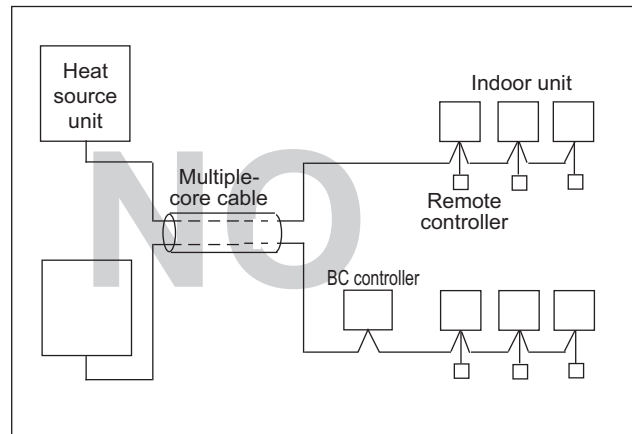 Heat
source
unit
Indoor unit
NO
Multiple-
core cable
Remote
controller
BC controller